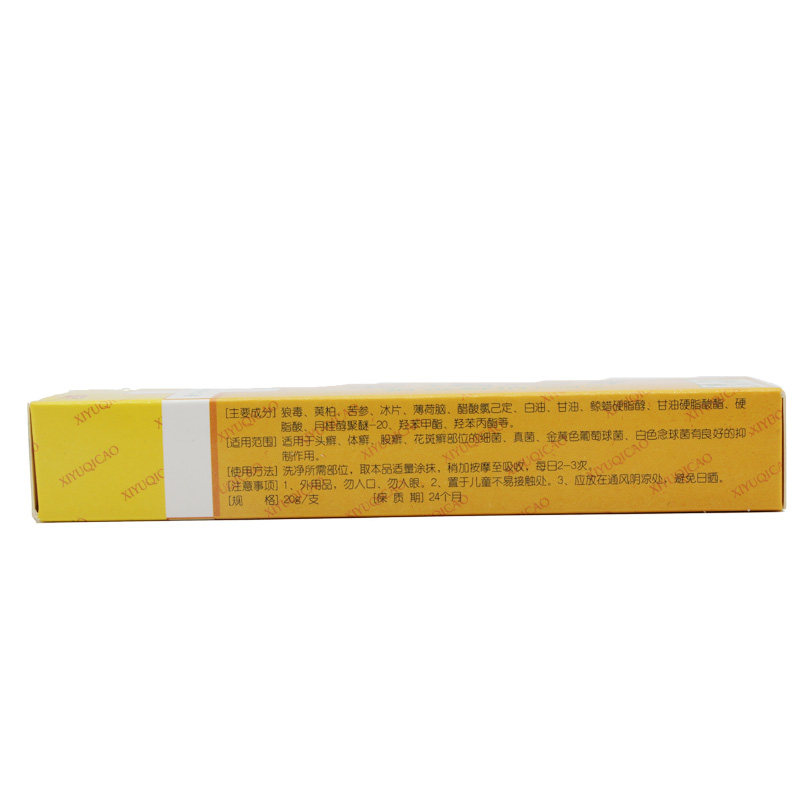 [主要成分] 狼毒、黄柏、苦参、冰片、薄荷脑、醋酸氯己定、白油、甘油、鲸蜡硬脂醇、甘油硬脂酸酯、硬
脂酸、月桂醇聚醚-20、羟苯甲酯、羟苯丙酯等。
[适用范围] 适用于头癣、体癣、股癣、花斑癣部位的细菌、真菌、金黄色葡萄球菌、白色念球菌有良好的抑
制作用。
[使用方法] 洗净所需部位，取本品适量涂抹，稍加按摩至吸收，每日2-3次。
[注意事项] 1、外用品，勿入口、勿入眼。2、置于儿童不易接触处。3、应放在通风阴凉处，避免日晒。
[规 格] 20g/支 [保 质 期] 24个月
XIYUQICAO